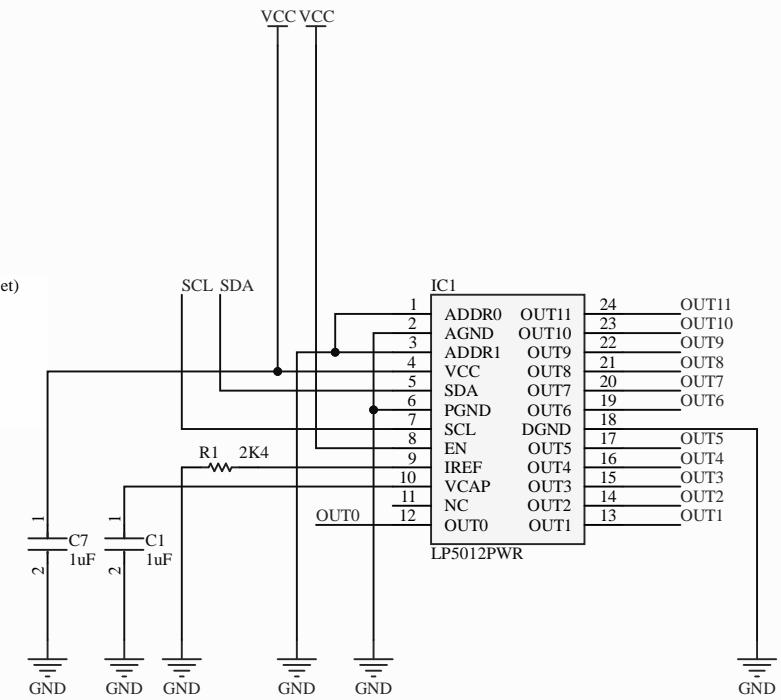 VCC VCC
et)
SCL SDA
IC1
1 ADDR0 OUT11 24 OUT11
2 AGND OUT10 23 OUT10
3 ADDR1 OUT9 22 OUT9
4 VCC OUT8 21 OUT8
5 SDA OUT7 20 OUT7
6 PGND OUT6 19 OUT6
7 SCL DGND 18
8 EN OUT5 17 OUT5
R1 2K4 9 IREF OUT4 16 OUT4
10 VCAP OUT3 15 OUT3
11 NC OUT2 14 OUT2
OUT0 12 OUT0 OUT1 13 OUT1
LP5012PWR
1 C7 1uF 2
1 C1 1uF 2
GND GND GND GND GND GND